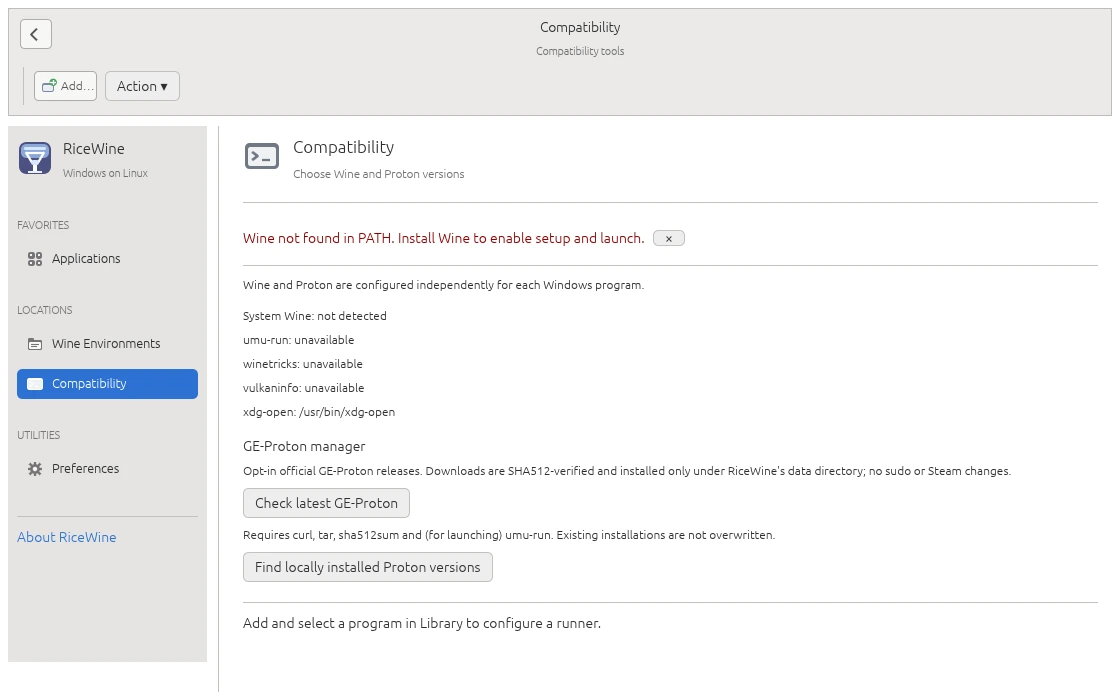 Compatibility
Compatibility tools
Add...
Action ▾
RiceWine
Windows on Linux
FAVORITES
Applications
LOCATIONS
Wine Environments
Compatibility
UTILITIES
Preferences
About RiceWine
Compatibility
Choose Wine and Proton versions
Wine not found in PATH. Install Wine to enable setup and launch. ×
Wine and Proton are configured independently for each Windows program.
System Wine: not detected
umu-run: unavailable
winetricks: unavailable
vulkaninfo: unavailable
xdg-open: /usr/bin/xdg-open
GE-Proton manager
Opt-in official GE-Proton releases. Downloads are SHA512-verified and installed only under RiceWine's data directory; no sudo or Steam changes.
Check latest GE-Proton
Requires curl, tar, sha512sum and (for launching) umu-run. Existing installations are not overwritten.
Find locally installed Proton versions
Add and select a program in Library to configure a runner.